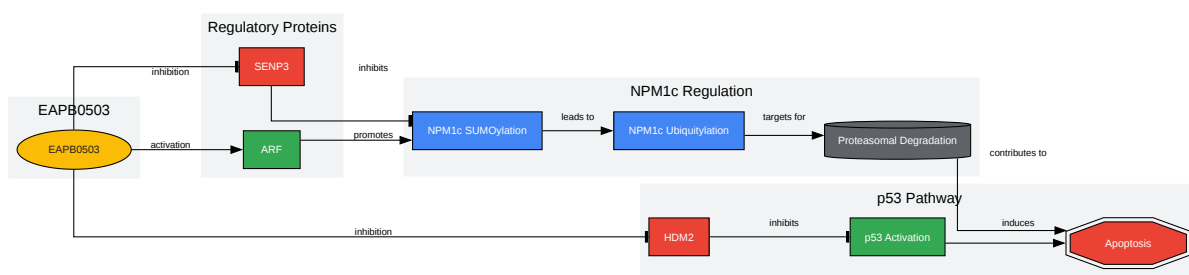 Regulatory Proteins
SENP3
inhibition
inhibits
EAPB0503
NPM1c Regulation
EAPB0503
activation
ARF
promotes
NPM1c SUMOylation
leads to
NPM1c Ubiquitylation
targets for
Proteasomal Degradation
contributes to
p53 Pathway
inhibition
HDM2
inhibits
p53 Activation
induces
Apoptosis